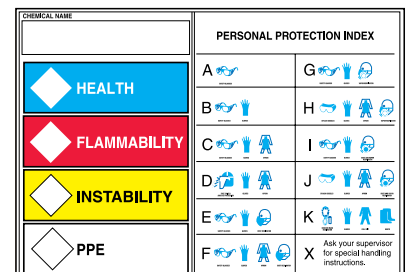 CHEMICAL NAME
HEALTH
FLAMMABILITY
INSTABILITY
PPE
PERSONAL PROTECTION INDEX
A
B
C
D
E
F
G
H
I
J
K
X
Ask your supervisor
for special handling
instructions.